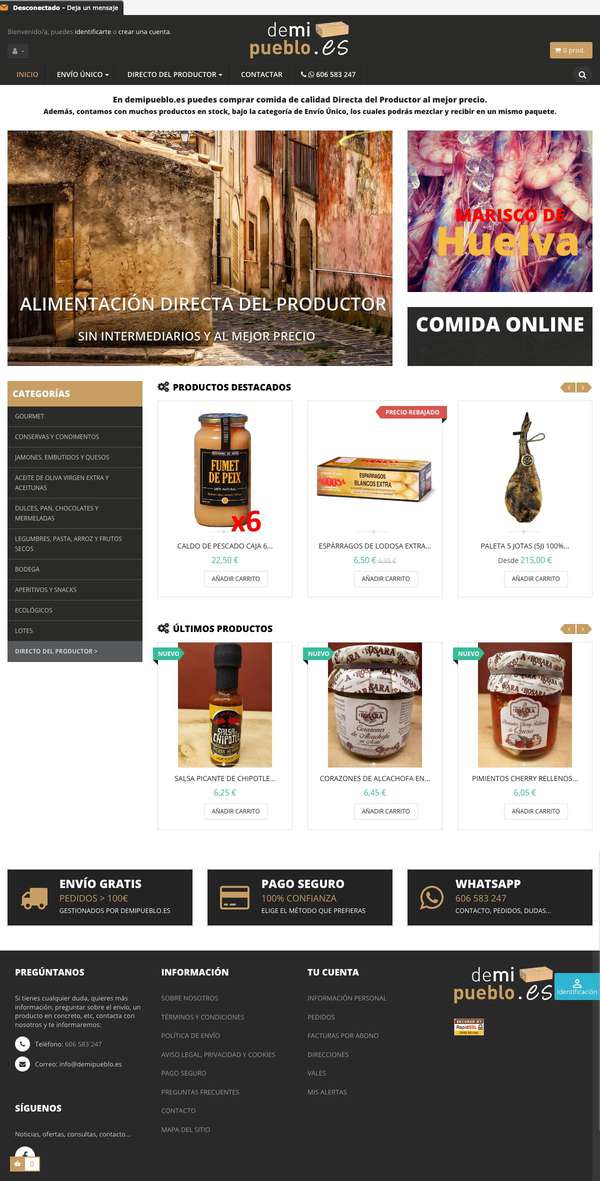 Desconectado - Deja un mensaje
Bienvenido/a, puedes identificarte o crear una cuenta.
demi
pueblo.es
0 prod.
INICIO
ENVÍO ÚNICO
DIRECTO DEL PRODUCTOR
CONTACTAR
606 583 247
En demipueblo.es puedes comprar comida de calidad Directa del Productor al mejor precio.
Además, contamos con muchos productos en stock, bajo la categoría de Envío Único, los cuales podrás mezclar y recibir en un mismo paquete.
ALIMENTACIÓN DIRECTA DEL PRODUCTOR
SIN INTERMEDIARIOS Y AL MEJOR PRECIO
MARISCO DE
Huelva
COMIDA ONLINE
CATEGORÍAS
GOURMET
CONSERVAS Y CONDIMENTOS
JAMONES, EMBUTIDOS Y QUESOS
ACEITE DE OLIVA VIRGEN EXTRA Y
ACEITUNAS
DULCES, PAN, CHOCOLATES Y
MERMELADAS
LEGUMBRES, PASTA, ARROZ Y FRUTOS
SECOS
BODEGA
APERITIVOS Y SNACKS
ECOLÓGICOS
LOTES
DIRECTO DEL PRODUCTOR >
PRODUCTOS DESTACADOS
FUMET
DE PEIX
x6
CALDO DE PESCADO CAJA 6...
22,50 €
AÑADIR CARRITO
PRECIO REBAJADO
ESPÁRRAGOS
BLANCOS EXTRA
ESPÁRRAGOS DE LODOSA EXTRA...
6,50 €
AÑADIR CARRITO
PALETA 5 JOTAS (5J) 100%...
Desde 215,00 €
AÑADIR CARRITO
ÚLTIMOS PRODUCTOS
NUEVO
SALSA
CHIPOTLE
SALSA PICANTE DE CHIPOTLE...
6,25 €
AÑADIR CARRITO
NUEVO
ROSARA
Corazones
de Alcachofa
CORAZONES DE ALCACHOFA EN...
6,45 €
AÑADIR CARRITO
NUEVO
ROSARA
PIMIENTOS CHERRY RELLENOS...
6,05 €
AÑADIR CARRITO
ENVÍO GRATIS
PEDIDOS > 100€
GESTIONADOS POR DEMIPUEBLO.ES
PAGO SEGURO
100% CONFIANZA
ELIGE EL MÉTODO QUE PREFIERAS
WHATSAPP
606 583 247
CONTACTO, PEDIDOS, DUDAS...
PREGÚNTANOS
Si tienes cualquier duda, quieres más
información, preguntar sobre el envío, un
producto en concreto, etc, contacta con
nosotros y te informaremos:
Teléfono: 606 583 247
Correo: info@demipueblo.es
SÍGUENOS
Noticias, ofertas, consultas, contacto...
0
INFORMACIÓN
SOBRE NOSOTROS
TÉRMINOS Y CONDICIONES
POLÍTICA DE ENVÍO
AVISO LEGAL, PRIVACIDAD Y COOKIES
PAGO SEGURO
PREGUNTAS FRECUENTES
CONTACTO
MAPA DEL SITIO
TU CUENTA
INFORMACIÓN PERSONAL
PEDIDOS
FACTURAS POR ABONO
DIRECCIONES
VALES
MIS ALERTAS
demi
pueblo.es
RapidSSL
Identificación